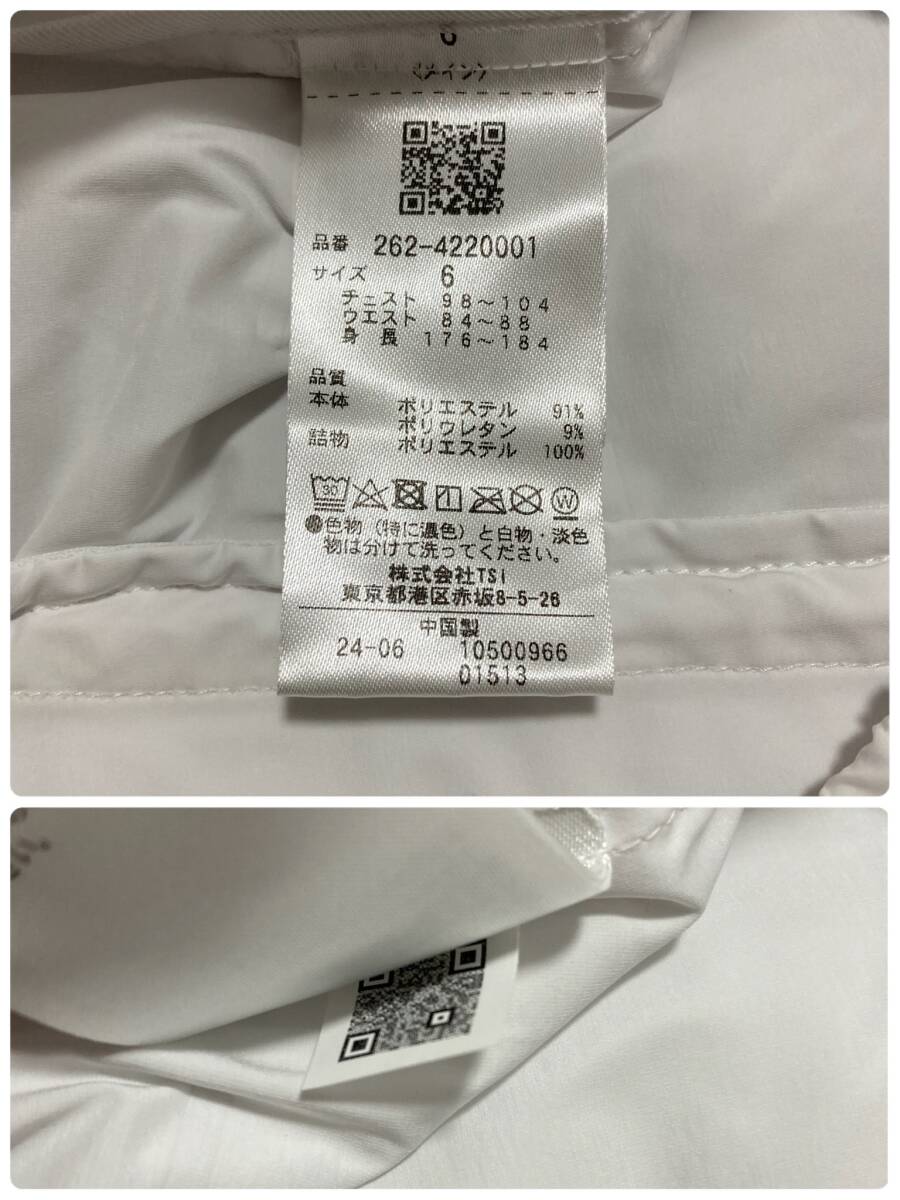 6
(メイン)
品番 262-4220001
サイズ 6
チェスト 98～104
ウエスト 84～88
身長 176～184
品質
本体 ポリエステル 91%
ポリウレタン 9%
詰物 ポリエステル 100%
30 W
色物(特に濃色)と白物・淡色
物は分けて洗ってください。
株式会社TSI
東京都港区赤坂8-5-26
中国製
24-06 10500966
01513